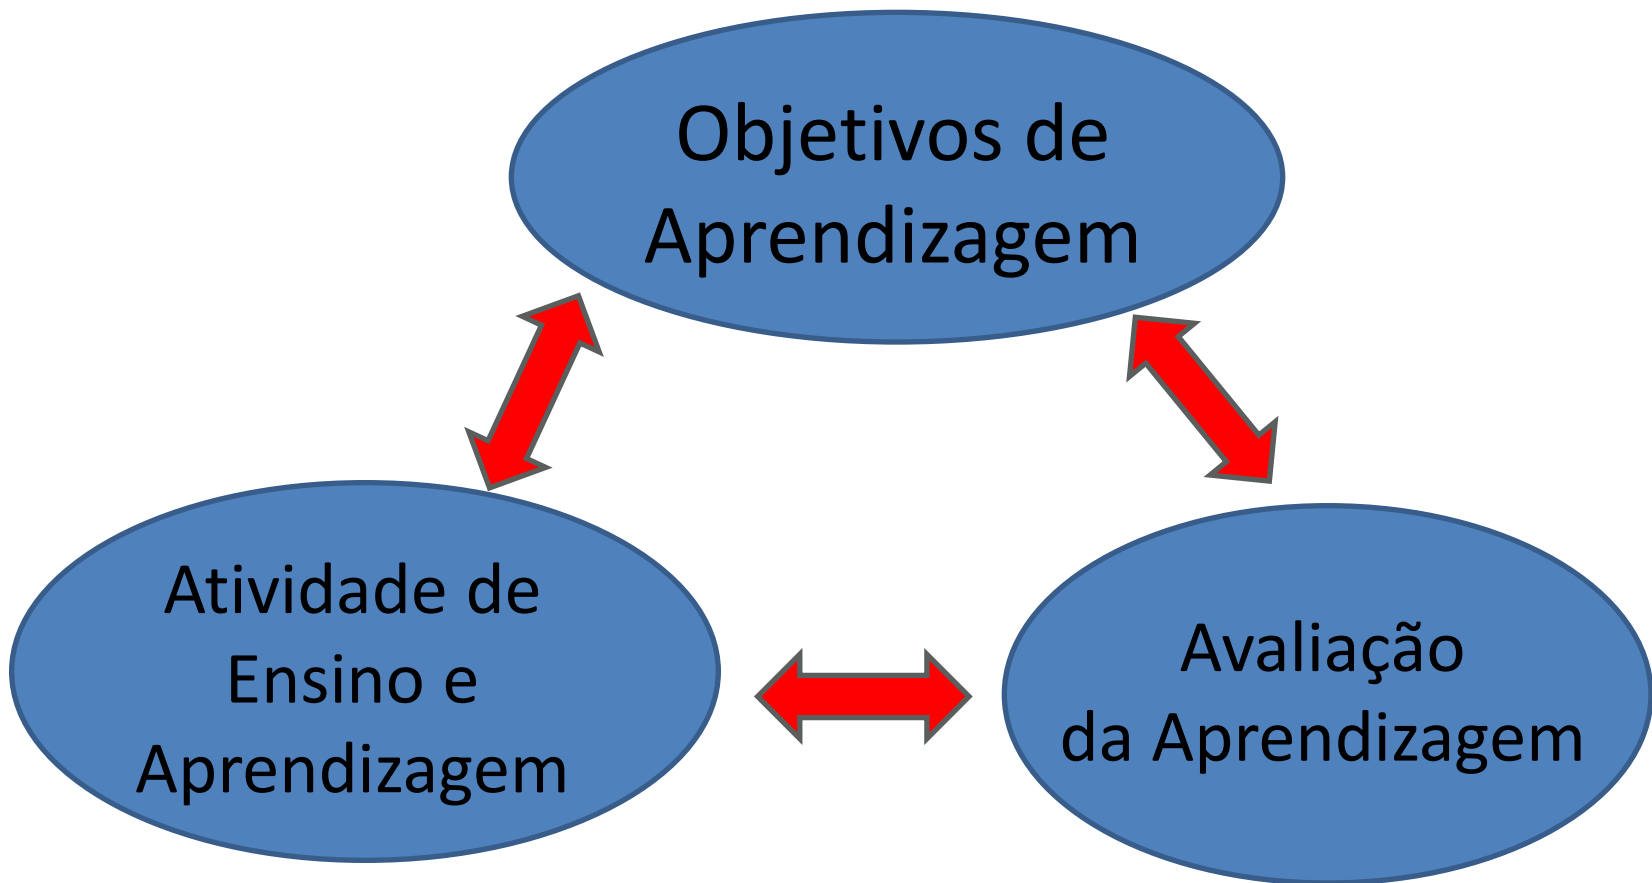 Objetivos de
Aprendizagem
Atividade de
Ensino e
Aprendizagem
Avaliação
da Aprendizagem